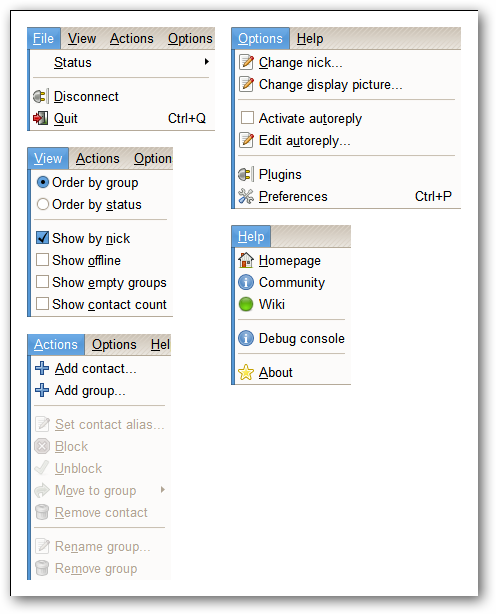 File View Actions Options
Status
Disconnect
Quit Ctrl+Q
View Actions Option
Order by group
Order by status
Show by nick
Show offline
Show empty groups
Show contact count
Actions Options Hel
Add contact...
Add group...
Set contact alias...
Block
Unblock
Move to group
Remove contact
Rename group...
Remove group
Options Help
Change nick...
Change display picture...
Activate autoreply
Edit autoreply...
Plugins
Preferences Ctrl+P
Help
Homepage
Community
Wiki
Debug console
About